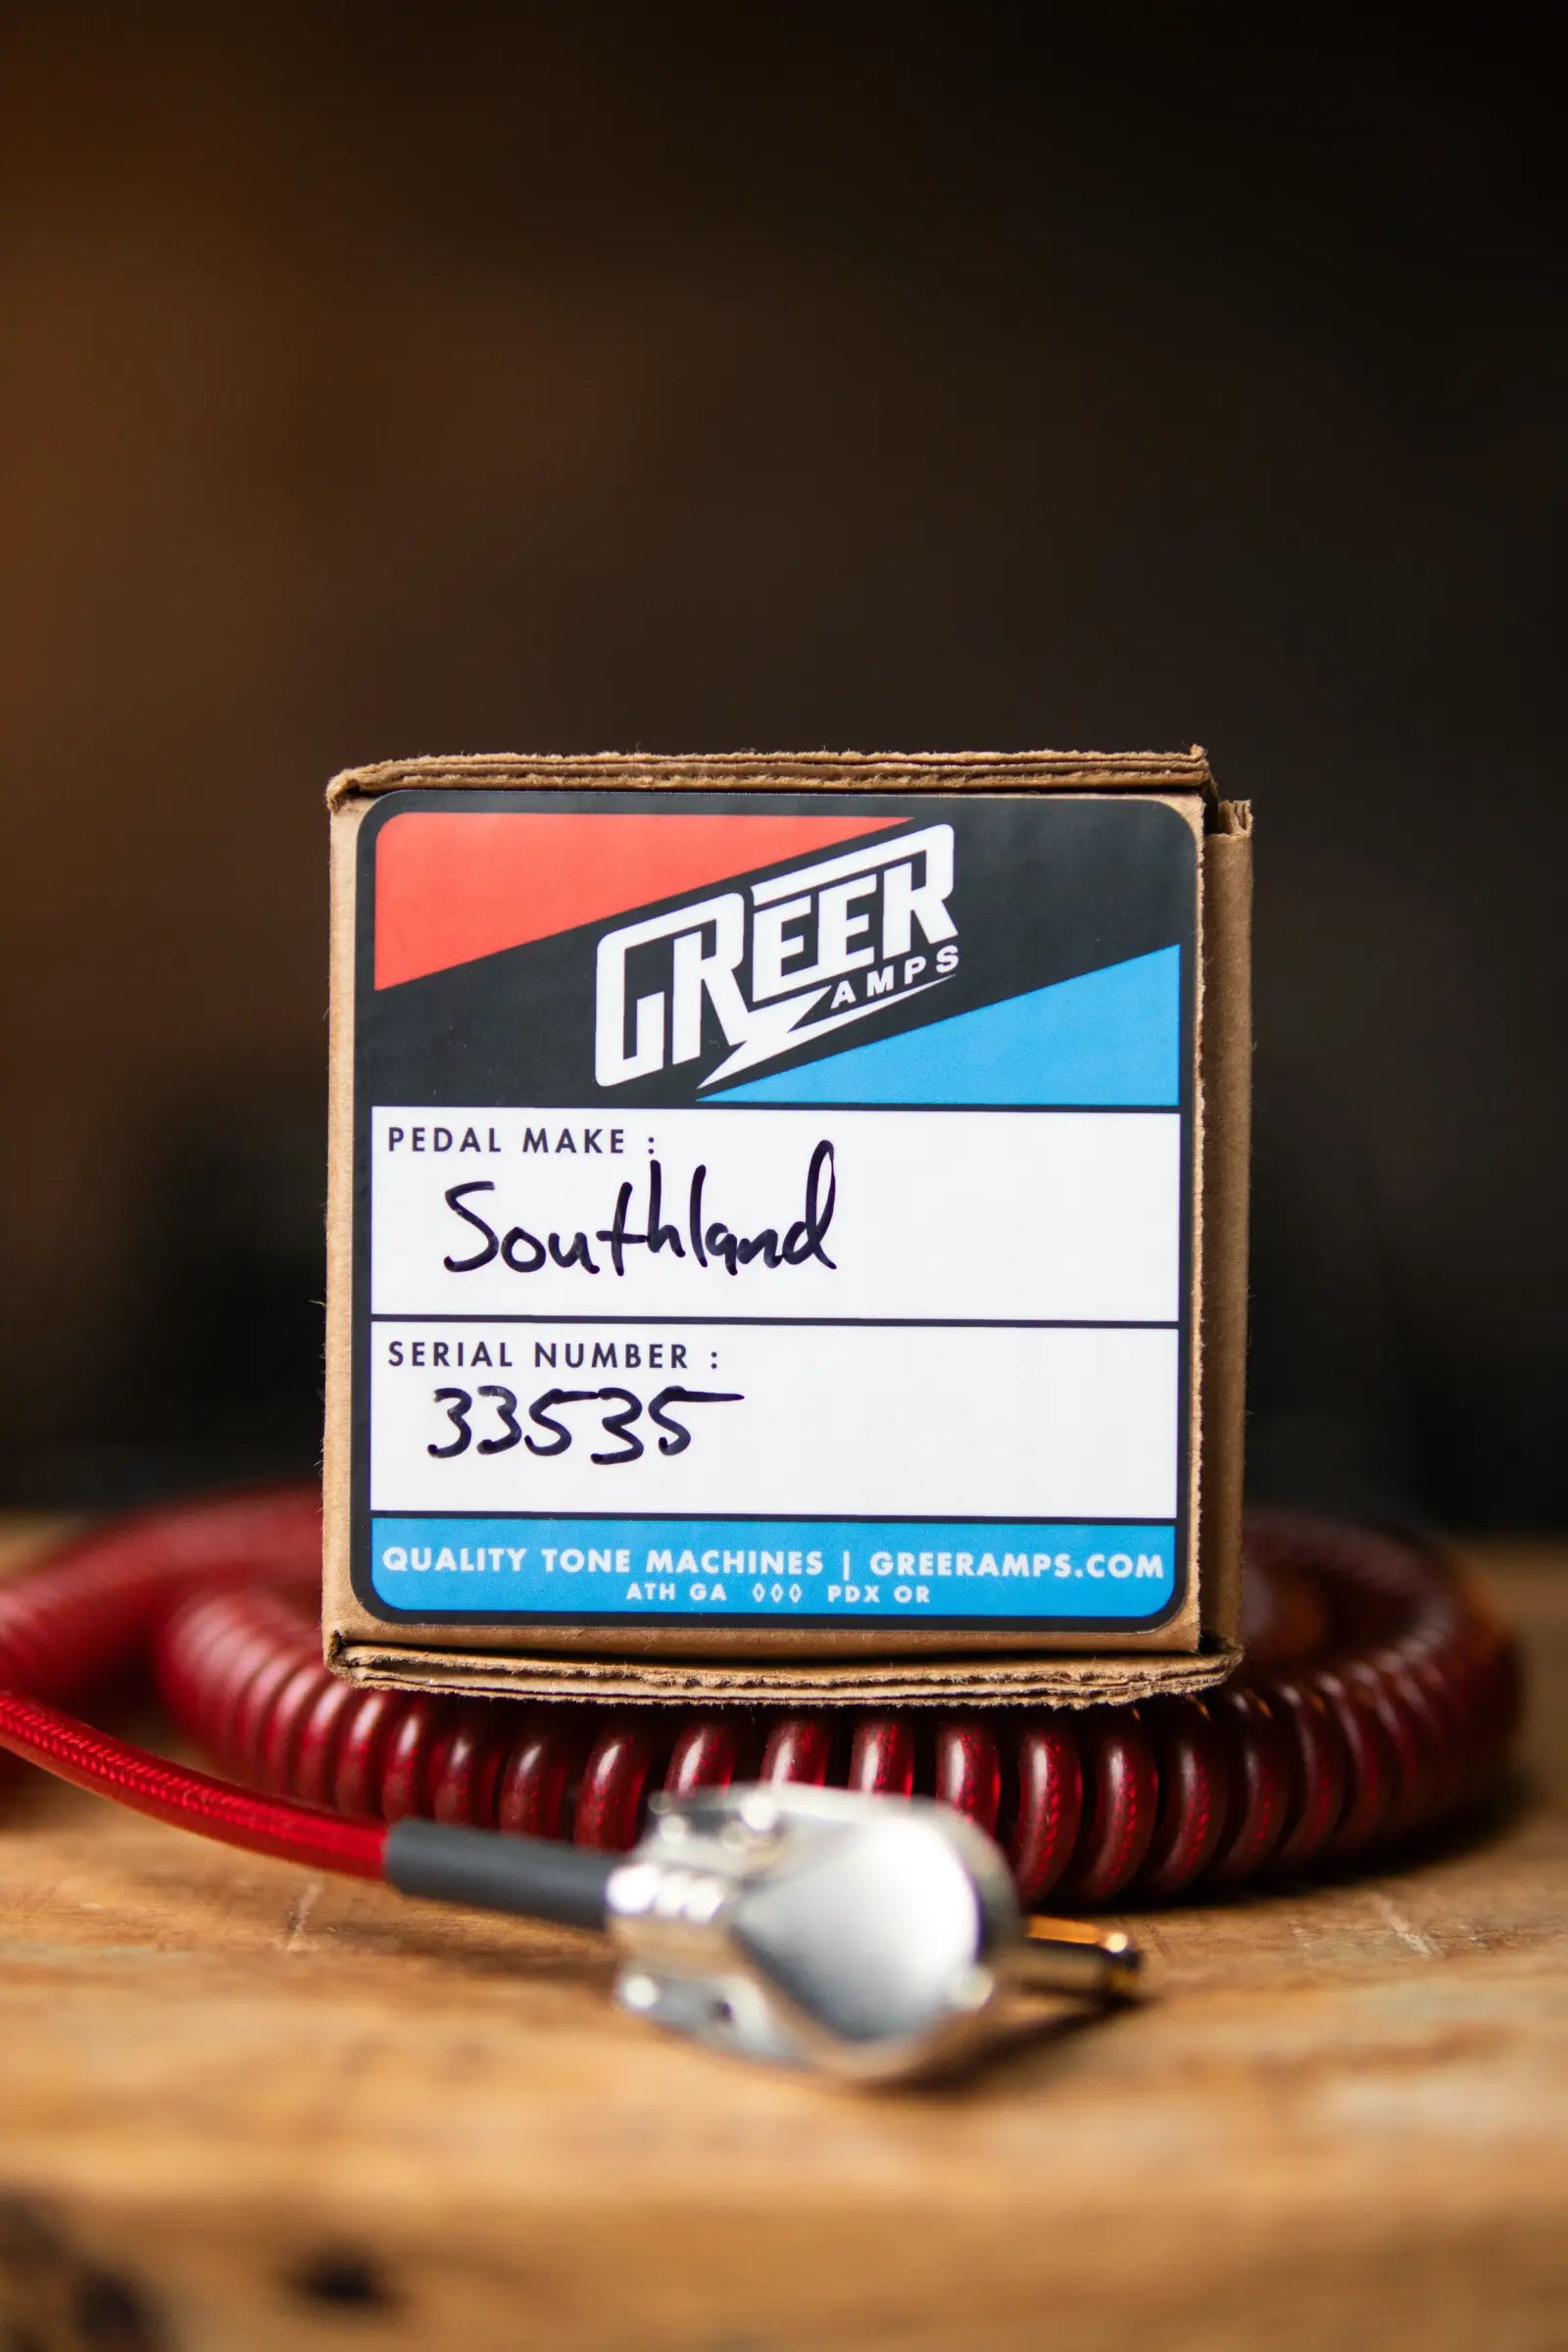 GREER
AMPS
PEDAL MAKE :
Southland
SERIAL NUMBER :
33535
QUALITY TONE MACHINES | GREERAMPS.COM
ATH GA ◊◊◊ PDX OR